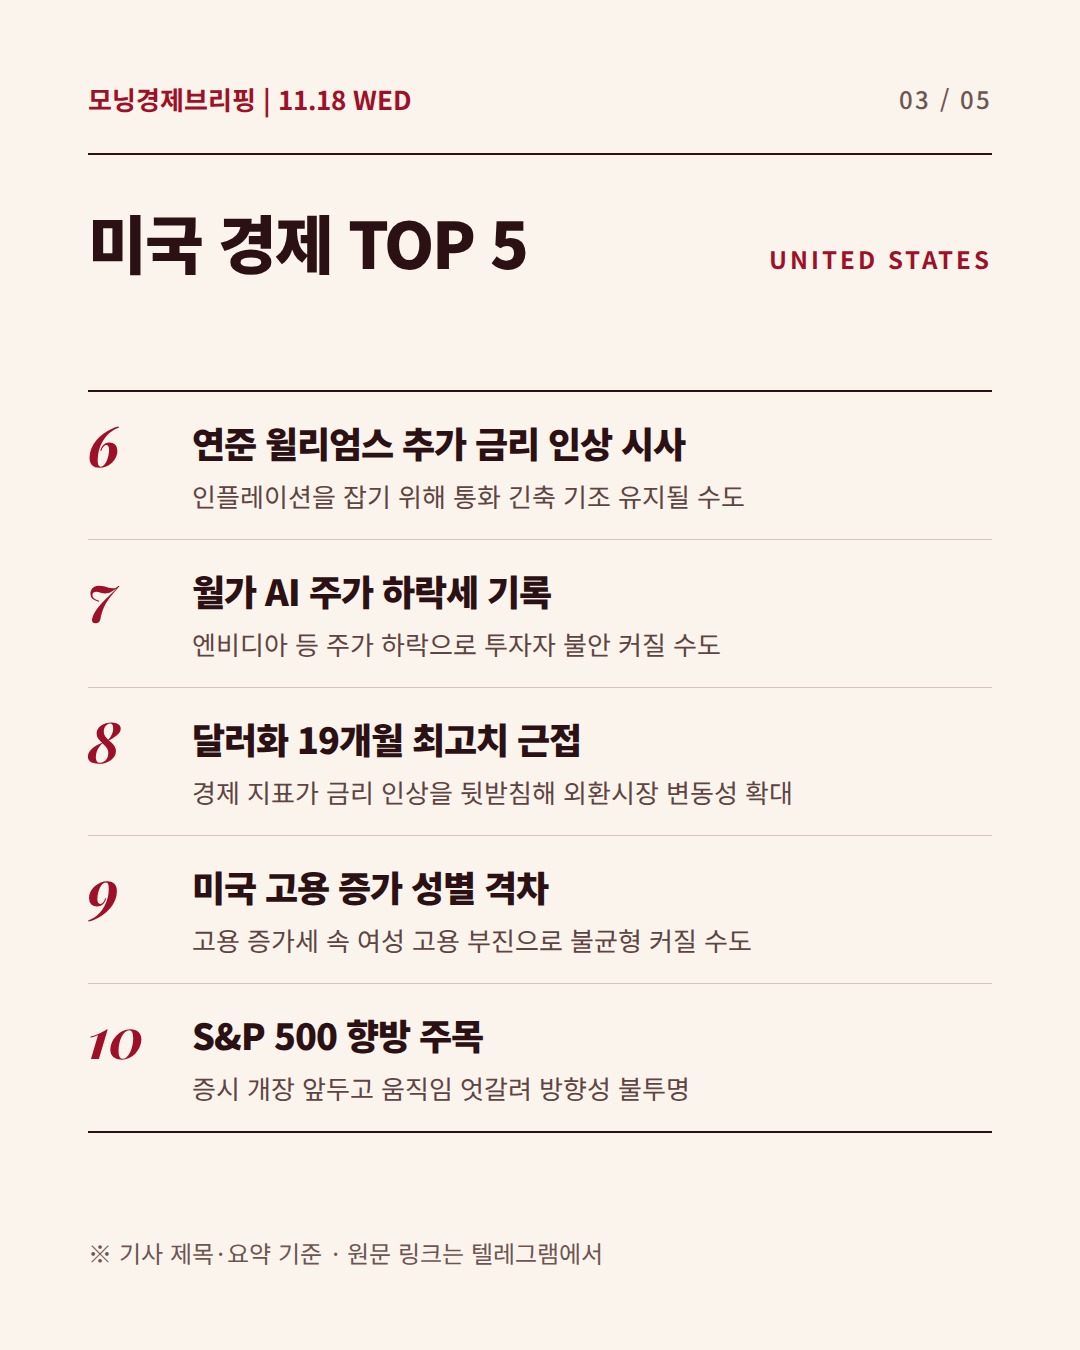 모닝경제브리핑 | 11.18 WED
03 / 05
미국 경제 TOP 5
UNITED STATES
6
연준 윌리엄스 추가 금리 인상 시사
인플레이션을 잡기 위해 통화 긴축 기조 유지될 수도
7
월가 AI 주가 하락세 기록
엔비디아 등 주가 하락으로 투자자 불안 커질 수도
8
달러화 19개월 최고치 근접
경제 지표가 금리 인상을 뒷받침해 외환시장 변동성 확대
9
미국 고용 증가 성별 격차
고용 증가세 속 여성 고용 부진으로 불균형 커질 수도
10
S&P 500 향방 주목
증시 개장 앞두고 움직임 엇갈려 방향성 불투명
※ 기사 제목·요약 기준 · 원문 링크는 텔레그램에서